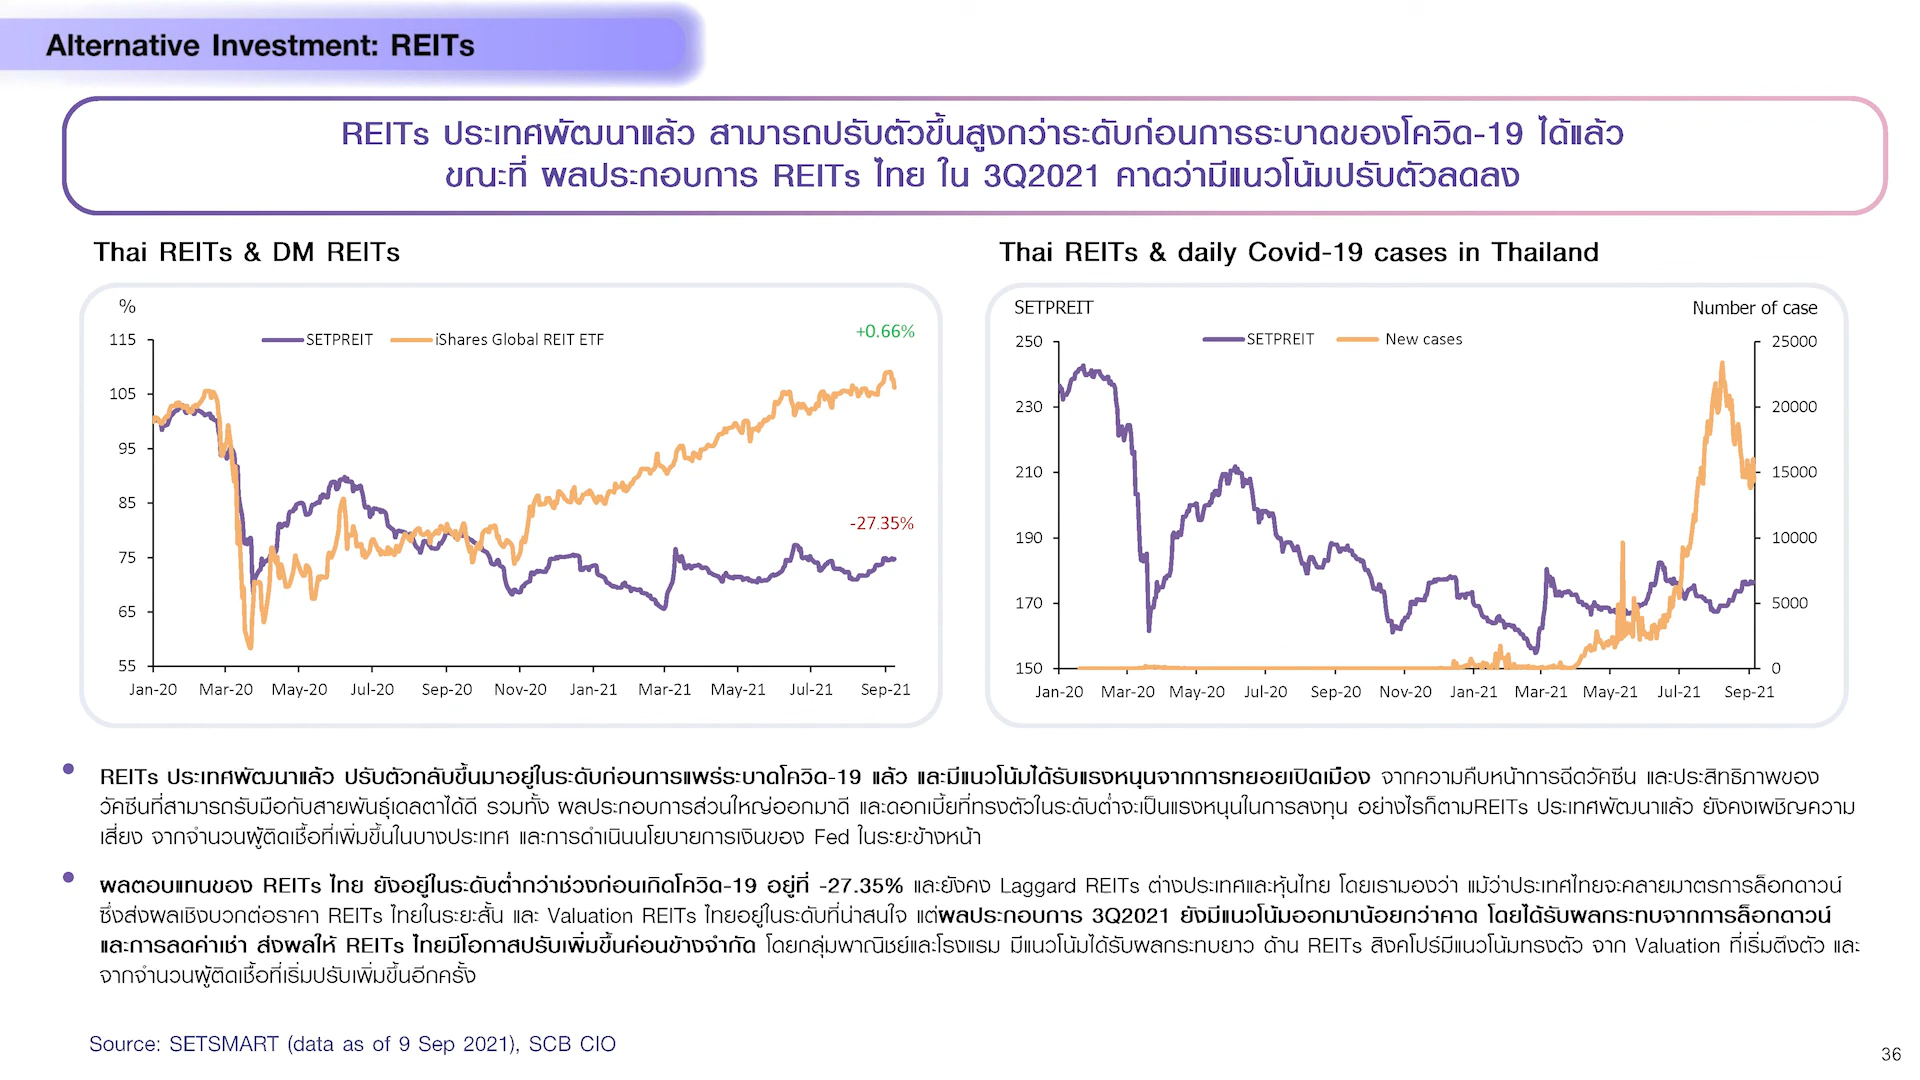 Alternative Investment: REITs
REITs ประเทศพัฒนาแล้ว สามารถปรับตัวขึ้นสูงกว่าระดับก่อนการระบาดของโควิด-19 ได้แล้ว
ขณะที่ ผลประกอบการ REITs ไทย ใน 3Q2021 คาดว่ามีแนวโน้มปรับตัวลดลง
Thai REITs & DM REITs
%
SETPREIT
iShares Global REIT ETF
+0.66%
-27.35%
115
105
95
85
75
65
55
Jan-20 Mar-20 May-20 Jul-20 Sep-20 Nov-20 Jan-21 Mar-21 May-21 Jul-21 Sep-21
Thai REITs & daily Covid-19 cases in Thailand
SETPREIT
Number of case
SETPREIT
New cases
250
230
210
190
170
150
25000
20000
15000
10000
5000
0
Jan-20 Mar-20 May-20 Jul-20 Sep-20 Nov-20 Jan-21 Mar-21 May-21 Jul-21 Sep-21
• REITs ประเทศพัฒนาแล้ว ปรับตัวกลับขึ้นมาอยู่ในระดับก่อนการแพร่ระบาดโควิด-19 แล้ว และมีแนวโน้มได้รับแรงหนุนจากการทยอยเปิดเมือง จากความคืบหน้าการฉีดวัคซีน และประสิทธิภาพของ
วัคซีนที่สามารถรับมือกับสายพันธุ์เดลตาได้ดี รวมทั้ง ผลประกอบการส่วนใหญ่ออกมาดี และดอกเบี้ยที่ทรงตัวในระดับต่ำจะเป็นแรงหนุนในการลงทุน อย่างไรก็ตามREITs ประเทศพัฒนาแล้ว ยังคงเผชิญความ
เสี่ยง จากจำนวนผู้ติดเชื้อที่เพิ่มขึ้นในบางประเทศ และการดำเนินนโยบายการเงินของ Fed ในระยะข้างหน้า
• ผลตอบแทนของ REITs ไทย ยังอยู่ในระดับต่ำกว่าช่วงก่อนเกิดโควิด-19 อยู่ที่ -27.35% และยังคง Laggard REITs ต่างประเทศและหุ้นไทย โดยเรามองว่า แม้ว่าประเทศไทยจะคลายมาตรการล็อกดาวน์
ซึ่งส่งผลเชิงบวกต่อราคา REITs ไทยในระยะสั้น และ Valuation REITs ไทยอยู่ในระดับที่น่าสนใจ แต่ผลประกอบการ 3Q2021 ยังมีแนวโน้มออกมาน้อยกว่าคาด โดยได้รับผลกระทบจากการล็อกดาวน์
และการลดค่าเช่า ส่งผลให้ REITs ไทยมีโอกาสปรับเพิ่มขึ้นค่อนข้างจำกัด โดยกลุ่มพาณิชย์และโรงแรม มีแนวโน้มได้รับผลกระทบยาว ด้าน REITs สิงคโปร์มีแนวโน้มทรงตัว จาก Valuation ที่เริ่มตึงตัว และ
จากจำนวนผู้ติดเชื้อที่เริ่มปรับเพิ่มขึ้นอีกครั้ง
Source: SETSMART (data as of 9 Sep 2021), SCB CIO
36